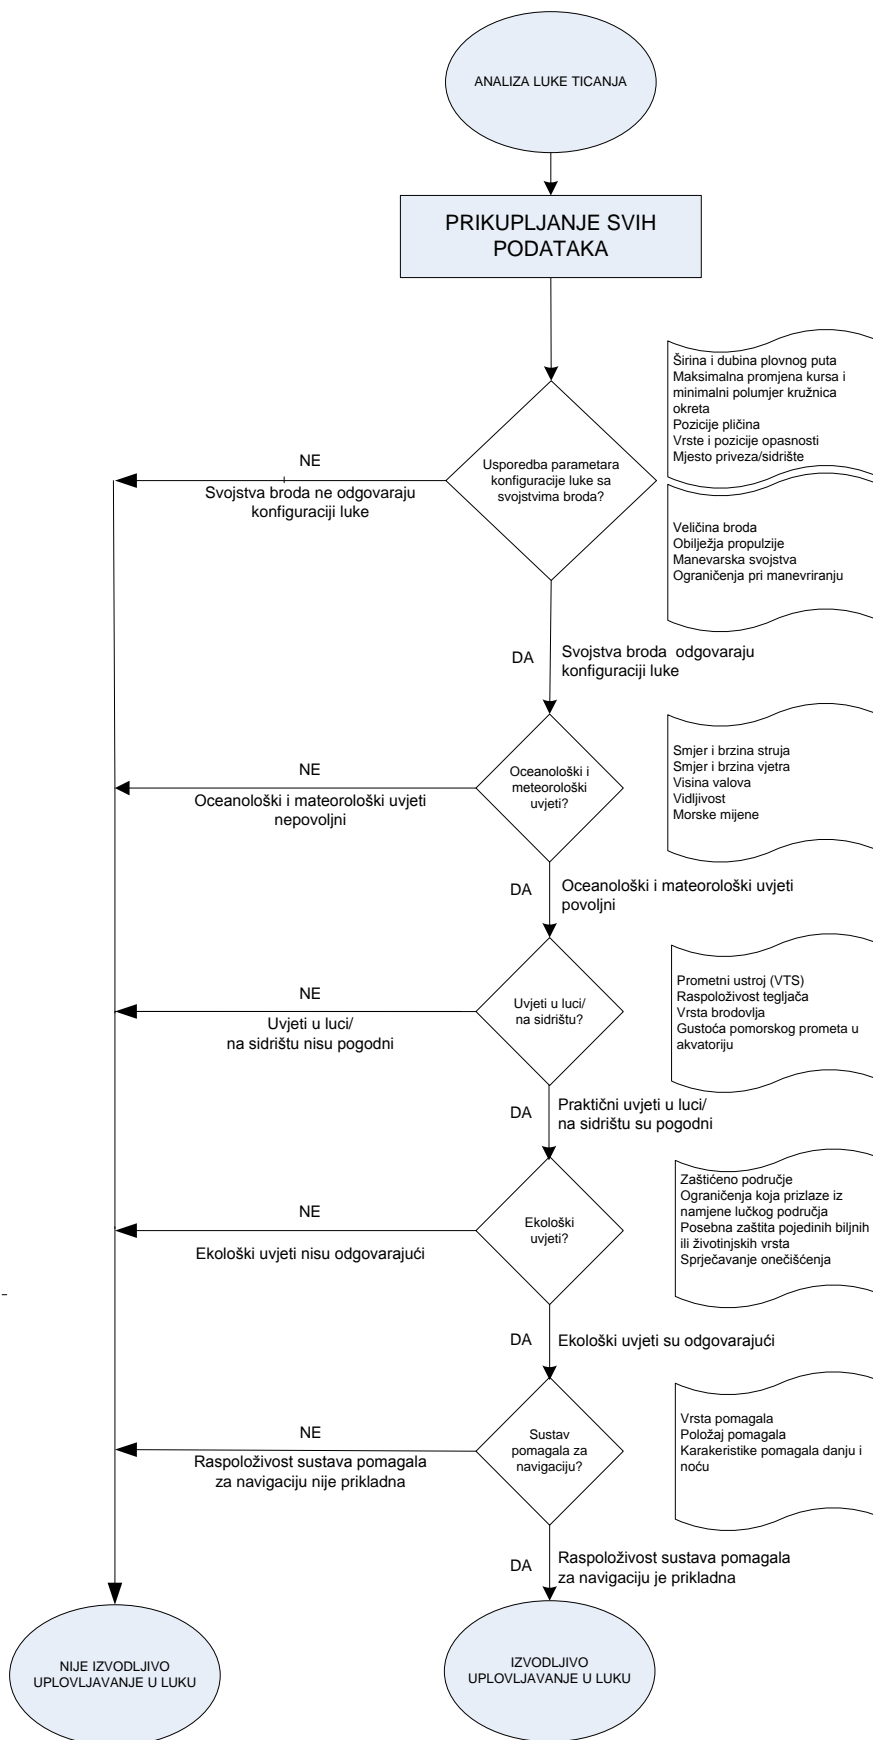 ANALIZA LUKE TICANJA
PRIKUPLJANJE SVIH
PODATAKA
Širina i dubina plovnog puta
Maksimalna promjena kursa i
minimalni polumjer kružnica
okreta
Pozicije pličina
Vrste i pozicije opasnosti
Mjesto priveza/sidrište
Usporedba parametara
konfiguracije luke sa
svojstvima broda?
NE
Svojstva broda ne odgovaraju
konfiguraciji luke
Veličina broda
Obilježja propulzije
Manevarska svojstva
Ograničenja pri manevriranju
DA
Svojstva broda  odgovaraju
konfiguraciji luke
Oceanološki i
meteorološki
uvjeti?
NE
Oceanološki i mateorološki uvjeti
nepovoljni
Smjer i brzina struja
Smjer i brzina vjetra
Visina valova
Vidljivost
Morske mijene
DA
Oceanološki i mateorološki uvjeti
povoljni
Uvjeti u luci/
na sidrištu?
NE
Uvjeti u luci/
na sidrištu nisu pogodni
Prometni ustroj (VTS)
Raspoloživost tegljača
Vrsta brodovlja
Gustoća pomorskog prometa u
akvatoriju
DA
Praktični uvjeti u luci/
na sidrištu su pogodni
Ekološki
uvjeti?
NE
Ekološki uvjeti nisu odgovarajući
Zaštićeno područje
Ograničenja koja prizlaze iz
namjene lučkog područja
Posebna zaštita pojedinih biljnih
ili životinjskih vrsta
Sprječavanje onečišćenja
DA
Ekološki uvjeti su odgovarajući
Sustav
pomagala za
navigaciju?
NE
Raspoloživost sustava pomagala
za navigaciju nije prikladna
Vrsta pomagala
Položaj pomagala
Karakeristike pomagala danju i
noću
DA
Raspoloživost sustava pomagala
za navigaciju je prikladna
NIJE IZVODLJIVO
UPLOVLJAVANJE U LUKU
IZVODLJIVO
UPLOVLJAVANJE U LUKU